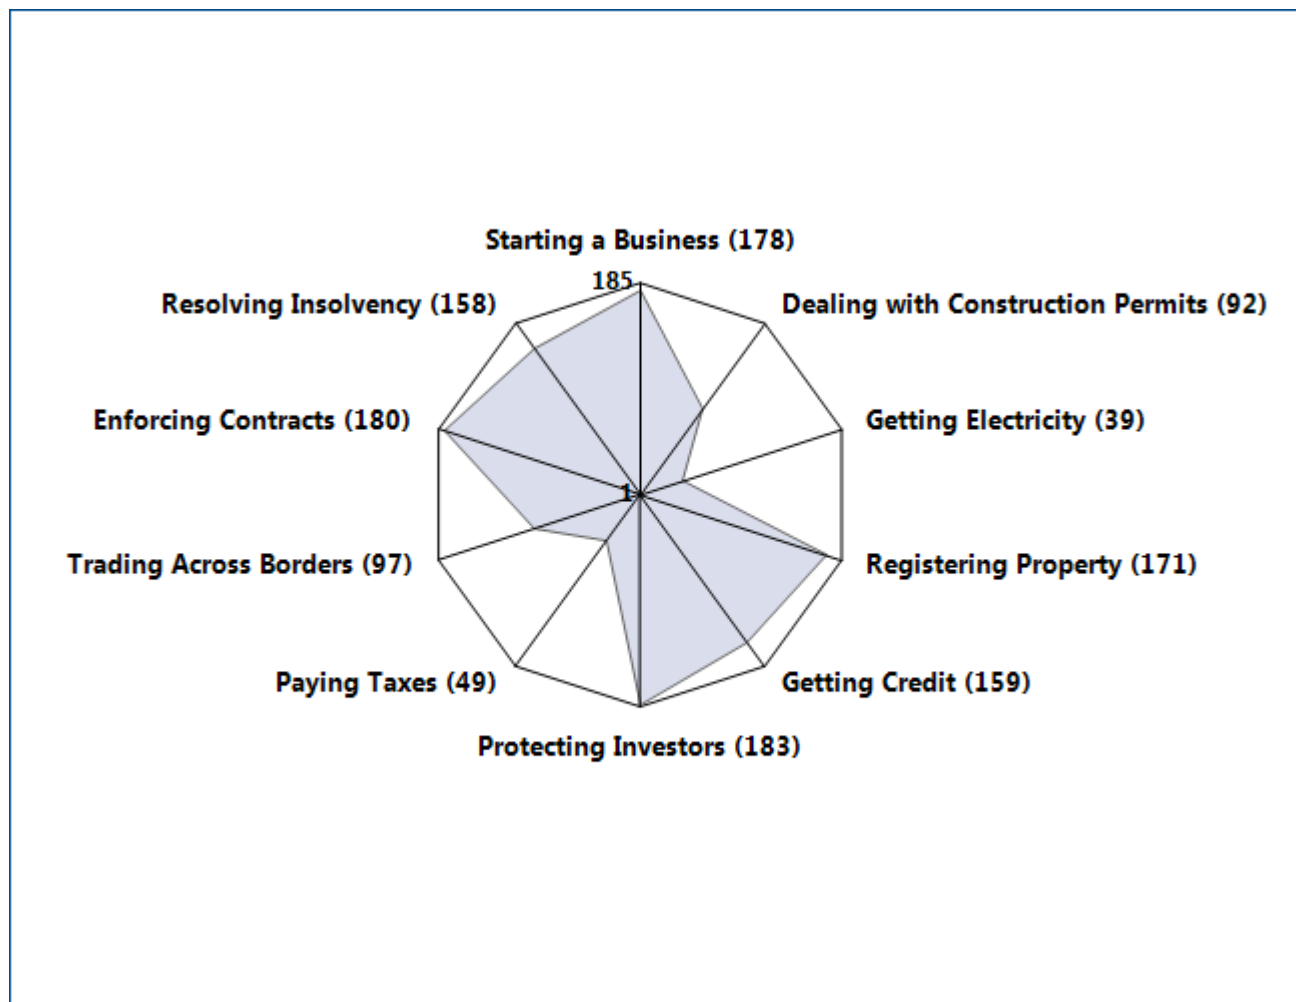 Starting a Business (178)
185
Resolving Insolvency (158)
Dealing with Construction Permits (92)
Enforcing Contracts (180)
Getting Electricity (39)
1
Trading Across Borders (97)
Registering Property (171)
Paying Taxes (49)
Getting Credit (159)
Protecting Investors (183)